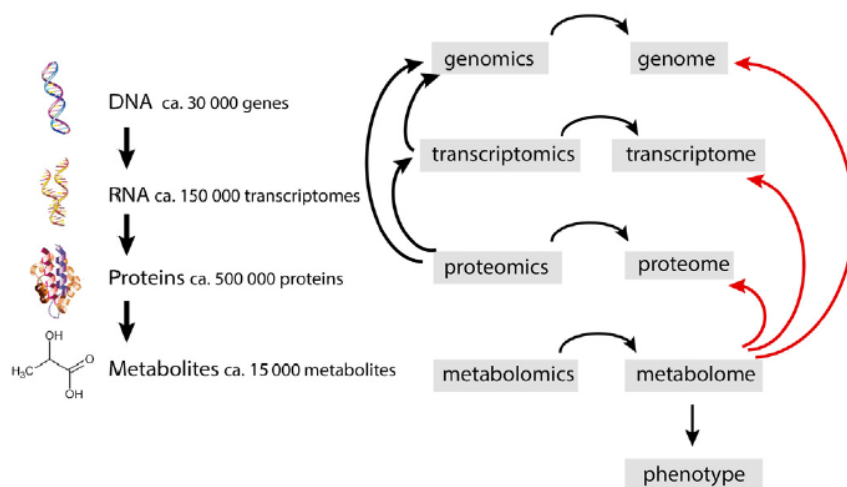 genomics
genome
DNA ca. 30 000 genes
transcriptomics
transcriptome
RNA ca. 150 000 transcriptomes
proteomics
proteome
Proteins ca. 500 000 proteins
OH
O
H₃C
OH
Metabolites ca. 15 000 metabolites
metabolomics
metabolome
phenotype